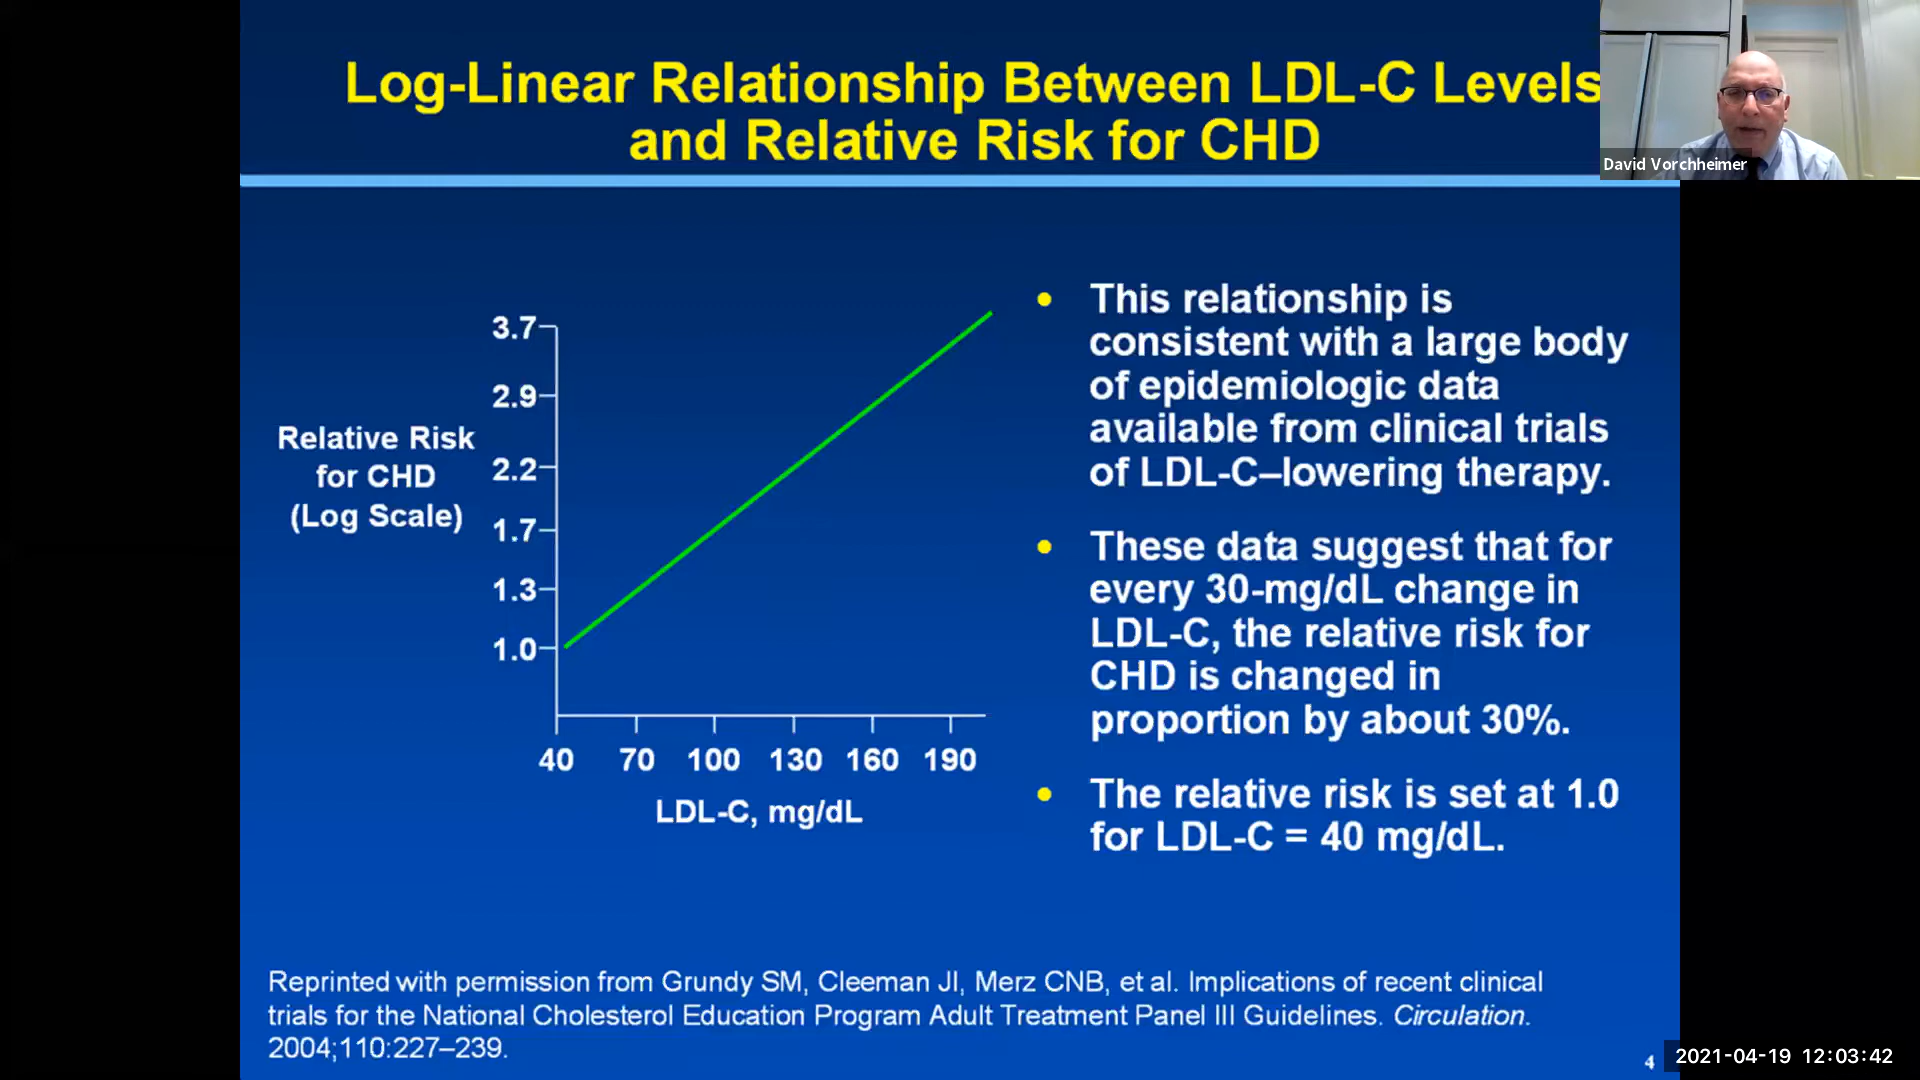 Log-Linear Relationship Between LDL-C Levels
and Relative Risk for CHD
David Vorchheimer
3.7
2.9
2.2
1.7
1.3
1.0
Relative Risk
for CHD
(Log Scale)
40 70 100 130 160 190
LDL-C, mg/dL
• This relationship is
consistent with a large body
of epidemiologic data
available from clinical trials
of LDL-C–lowering therapy.
• These data suggest that for
every 30-mg/dL change in
LDL-C, the relative risk for
CHD is changed in
proportion by about 30%.
• The relative risk is set at 1.0
for LDL-C = 40 mg/dL.
Reprinted with permission from Grundy SM, Cleeman JI, Merz CNB, et al. Implications of recent clinical
trials for the National Cholesterol Education Program Adult Treatment Panel III Guidelines. Circulation.
2004;110:227–239.
4
2021-04-19 12:03:42